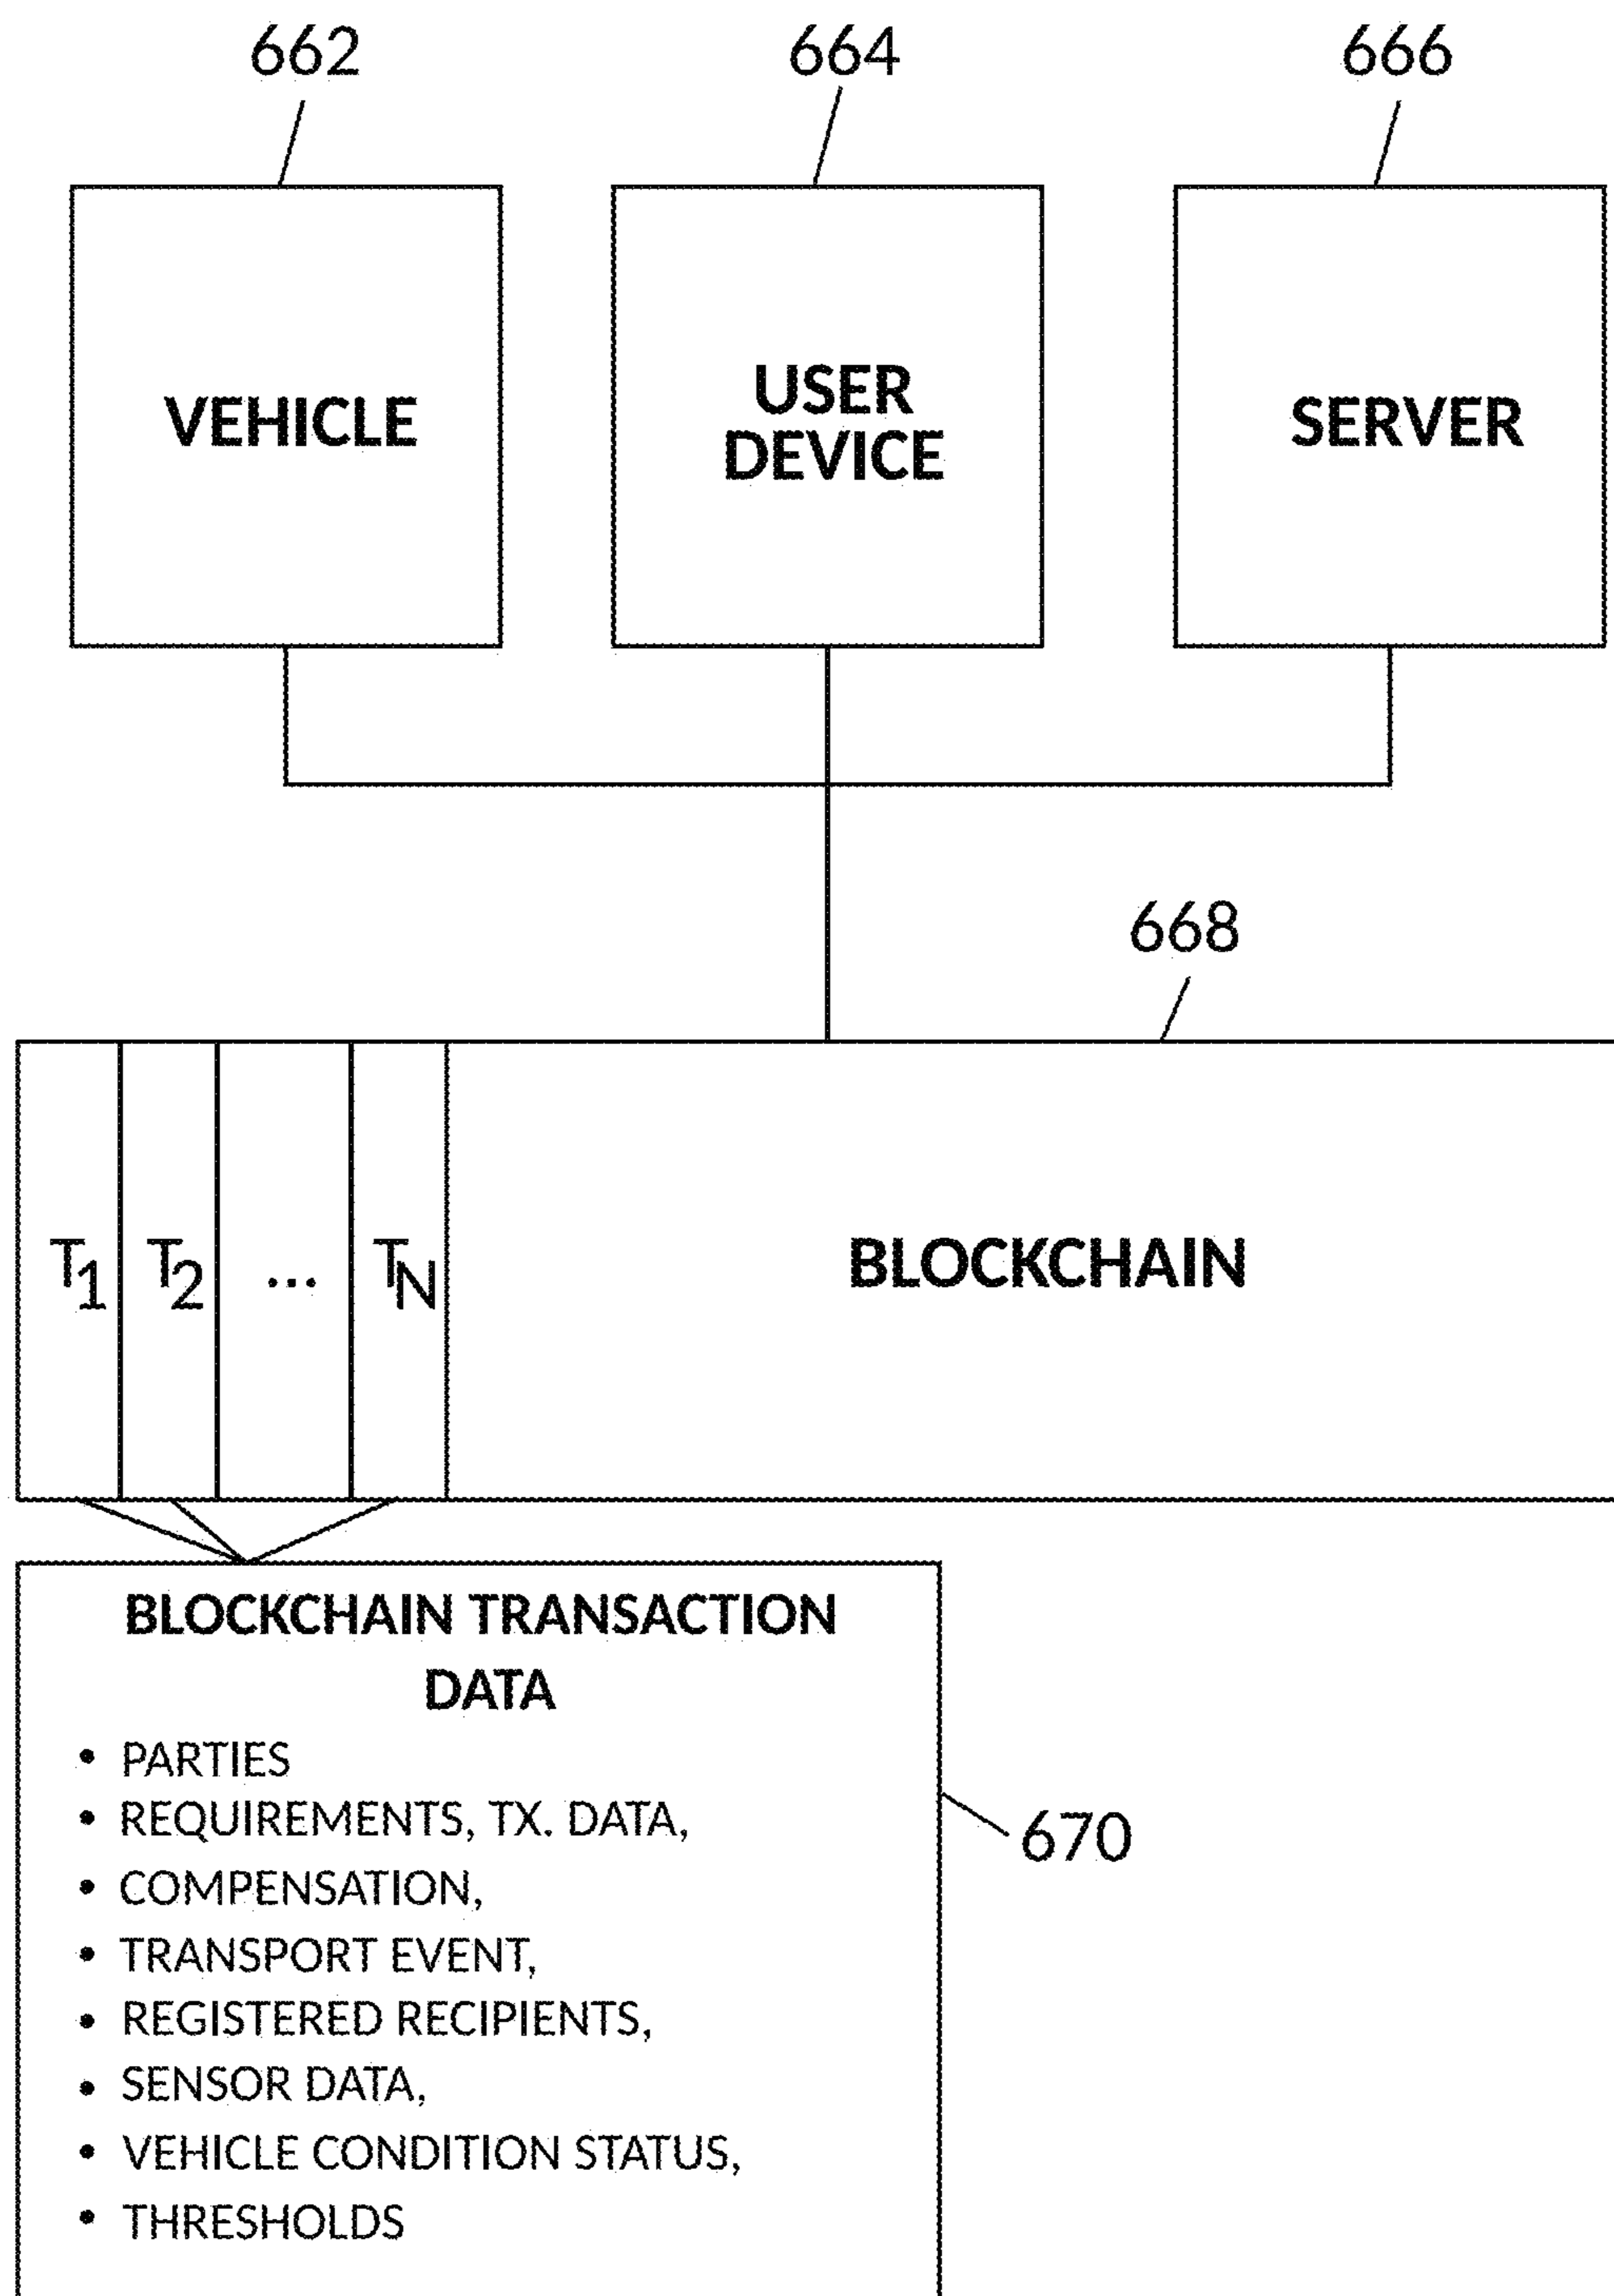 662
664
666
VEHICLE
USER
DEVICE
SERVER
668
T1
T2
...
TN
BLOCKCHAIN
BLOCKCHAIN TRANSACTION
DATA
• PARTIES
• REQUIREMENTS, TX. DATA,
• COMPENSATION,
• TRANSPORT EVENT,
• REGISTERED RECIPIENTS,
• SENSOR DATA,
• VEHICLE CONDITION STATUS,
• THRESHOLDS
670